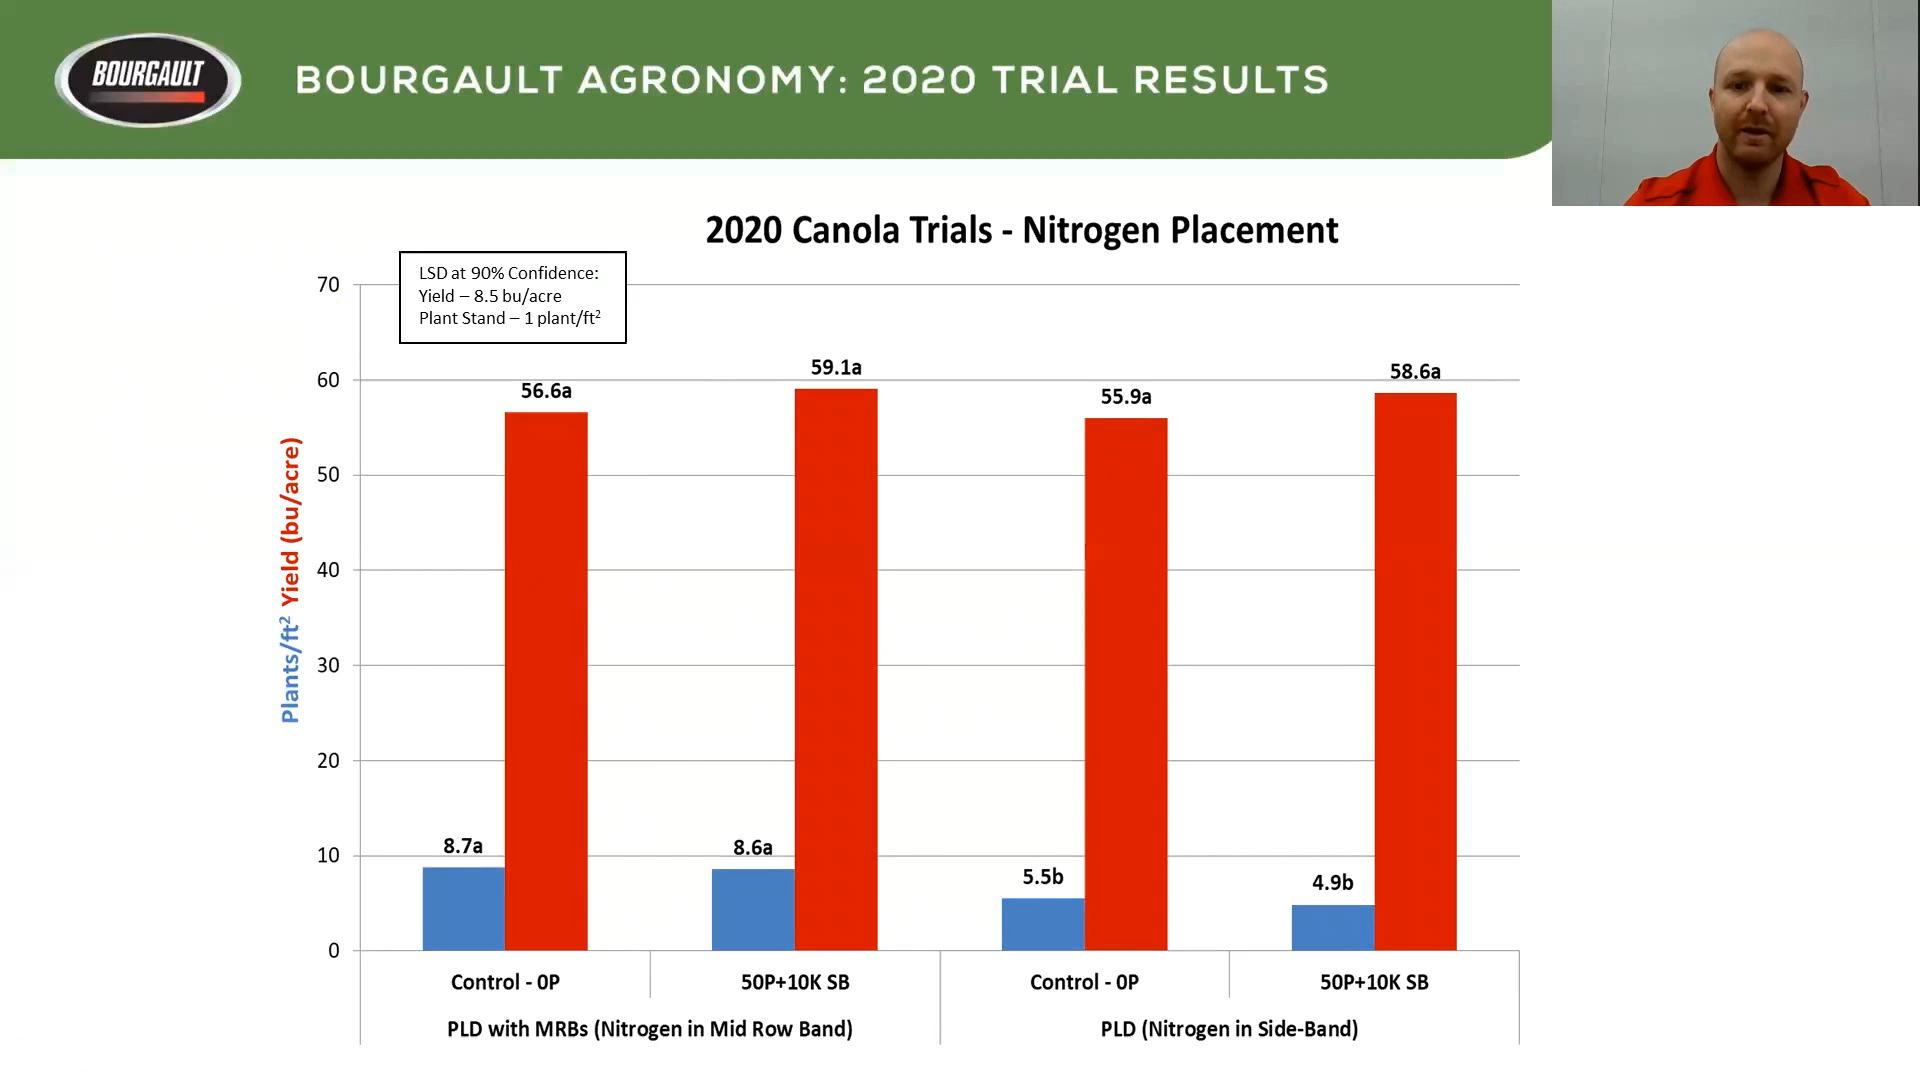 BOURGAULT
BOURGAULT AGRONOMY: 2020 TRIAL RESULTS
2020 Canola Trials - Nitrogen Placement
LSD at 90% Confidence:
Yield – 8.5 bu/acre
Plant Stand – 1 plant/ft²
Plants/ft² Yield (bu/acre)
70
60
50
40
30
20
10
0
8.7a
56.6a
8.6a
59.1a
5.5b
55.9a
4.9b
58.6a
Control - 0P
50P+10K SB
Control - 0P
50P+10K SB
PLD with MRBs (Nitrogen in Mid Row Band)
PLD (Nitrogen in Side-Band)